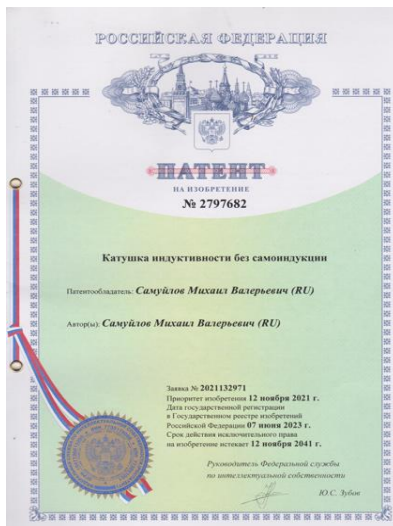 РОССИЙСКАЯ ФЕДЕРАЦИЯ
ПАТЕНТ
НА ИЗОБРЕТЕНИЕ
№ 2797682
Катушка индуктивности без самоиндукции
Патентообладатель: Самуйлов Михаил Валерьевич (RU)
Автор(ы): Самуйлов Михаил Валерьевич (RU)
Заявка № 2021132971
Приоритет изобретения 12 ноября 2021 г.
Дата государственной регистрации
в Государственном реестре изобретений
Российской Федерации 07 июня 2023 г.
Срок действия исключительного права
на изобретение истекает 12 ноября 2041 г.
Руководитель Федеральной службы
по интеллектуальной собственности
Ю.С. Зубов